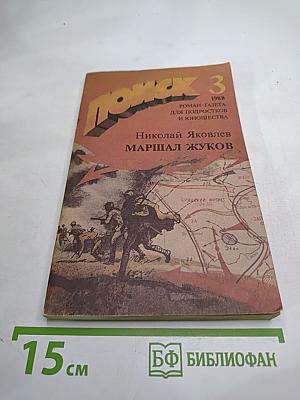 ПОИСК 3
1988
РОМАН-ГАЗЕТА
ДЛЯ ПОДРОСТКОВ
И ЮНОШЕСТВА
Николай Яковлев
МАРШАЛ ЖУКОВ
15 см
БФ БИБЛИОФАН